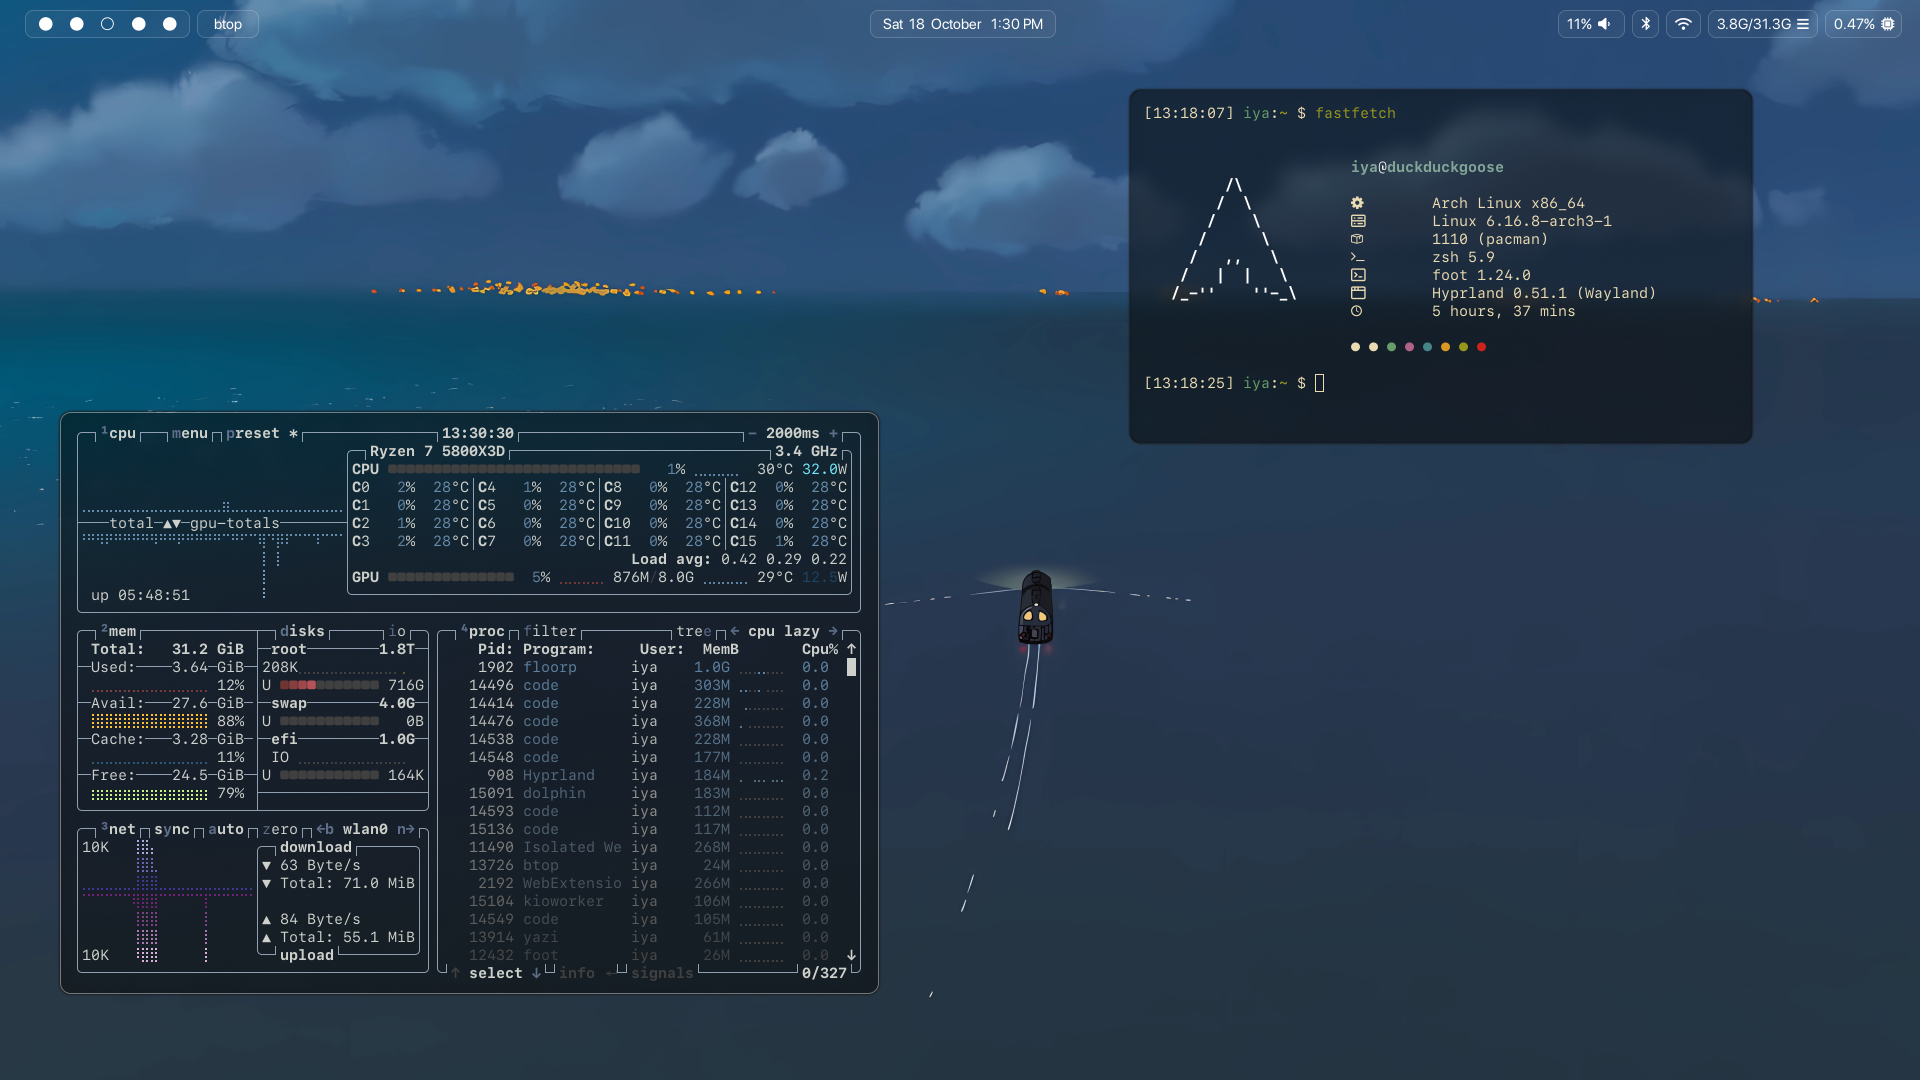 btop
Sat 18 October 1:30 PM
11%
3.8G/31.3G
0.47%
[13:18:07] iya:~ $ fastfetch
iya@duckduckgoose
Arch Linux x86_64
Linux 6.16.8-arch3-1
1110 (pacman)
zsh 5.9
foot 1.24.0
Hyprland 0.51.1 (Wayland)
5 hours, 37 mins
[13:18:25] iya:~ $
1cpu menu preset * 13:30:30 - 2000ms +
Ryzen 7 5800X3D 3.4 GHz
CPU 1% 30°C 32.0W
C0 2% 28°C C4 1% 28°C C8 0% 28°C C12 0% 28°C
C1 0% 28°C C5 0% 28°C C9 0% 28°C C13 0% 28°C
total ▲▼ gpu-totals
C2 1% 28°C C6 0% 28°C C10 0% 28°C C14 0% 28°C
C3 2% 28°C C7 0% 28°C C11 0% 28°C C15 1% 28°C
Load avg: 0.42 0.29 0.22
GPU 5% 876M/8.0G 29°C 12.5W
up 05:48:51
2mem disks io
Total: 31.2 GiB
Used: 3.64 GiB
12%
Avail: 27.6 GiB
88%
Cache: 3.28 GiB
11%
Free: 24.5 GiB
79%
root 1.8T
208K
U 716G
swap 4.0G
U 0B
efi 1.0G
IO
U 164K
3net sync auto zero ←b wlan0 n→
10K
10K
download
▼ 63 Byte/s
▼ Total: 71.0 MiB
▲ 84 Byte/s
▲ Total: 55.1 MiB
upload
4proc filter tree ← cpu lazy →
Pid: Program: User: MemB Cpu% ↑
1902 floorp iya 1.0G 0.0
14496 code iya 303M 0.0
14414 code iya 228M 0.0
14476 code iya 368M 0.0
14538 code iya 228M 0.0
14548 code iya 177M 0.0
908 Hyprland iya 184M 0.2
15091 dolphin iya 183M 0.0
14593 code iya 112M 0.0
15136 code iya 117M 0.0
11490 Isolated We iya 268M 0.0
13726 btop iya 24M 0.0
2192 WebExtensio iya 266M 0.0
15104 kioworker iya 106M 0.0
14549 code iya 105M 0.0
13914 yazi iya 61M 0.0
12432 foot iya 26M 0.0 ↓
↑ select ↓ info ← signals 0/327